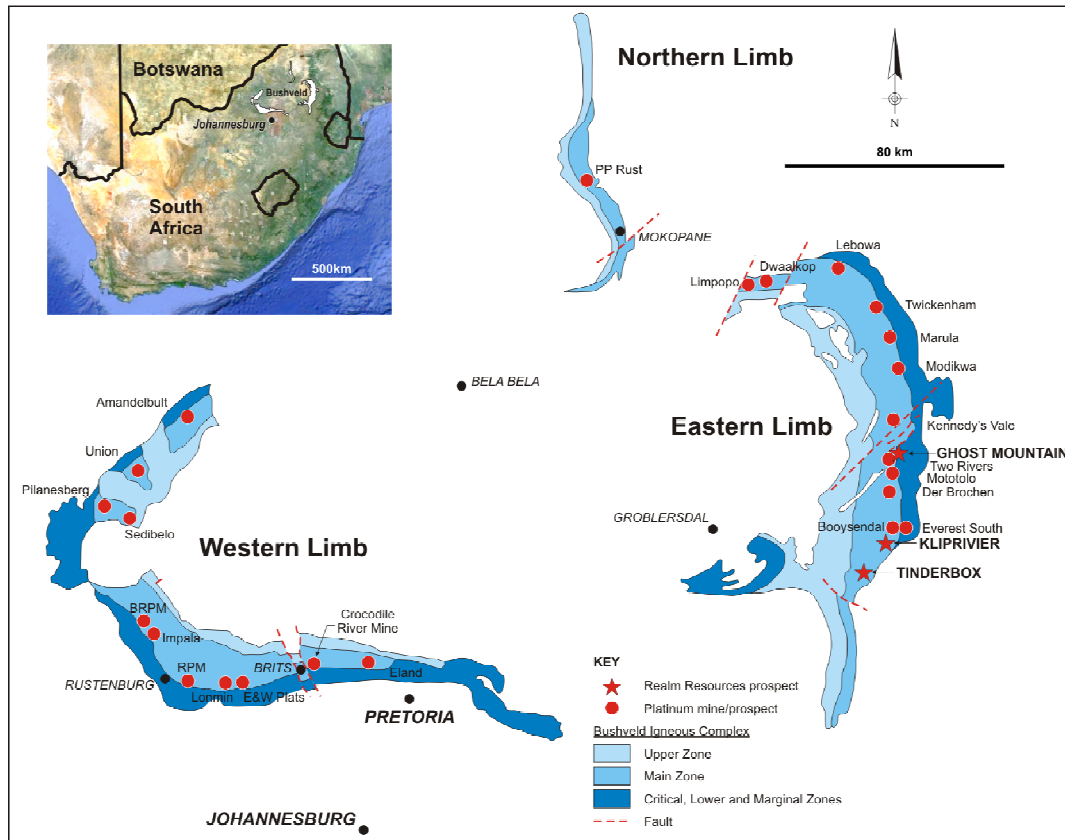 Botswana
Bushveld
Johannesburg
South
Africa
500km
Northern Limb
N
80 km
PP Rust
MOKOPANE
Lebowa
Dwaalkop
Limpopo
Twickenham
Marula
Modikwa
BELA BELA
Amandelbult
Eastern Limb
Kennedy's Vale
Union
GHOST MOUNTAIN
Two Rivers
Mototolo
Der Brochen
Pilanesberg
Sedibelo
GROBLERSDAL
Booysendal
Everest South
KLIPRIVIER
Western Limb
TINDERBOX
BRPM
Impala
Crocodile
River Mine
RPM
BRITS
Eland
RUSTENBURG
Lonmin
E&W Plats
PRETORIA
JOHANNESBURG
KEY
Realm Resources prospect
Platinum mine/prospect
Bushveld Igneous Complex
Upper Zone
Main Zone
Critical, Lower and Marginal Zones
Fault